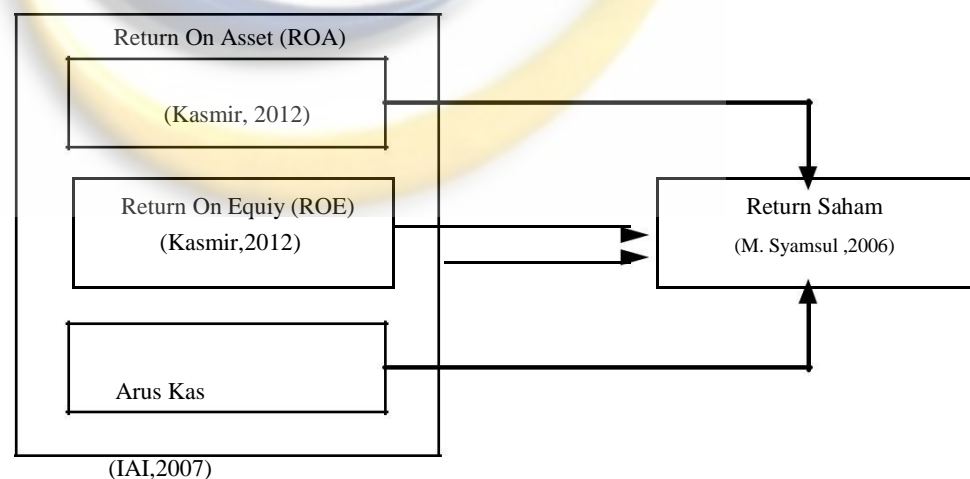 Return On Asset (ROA)
(Kasmir, 2012)
Return On Equiy (ROE)
(Kasmir,2012)
Return Saham
(M. Syamsul ,2006)
Arus Kas
(IAI,2007)